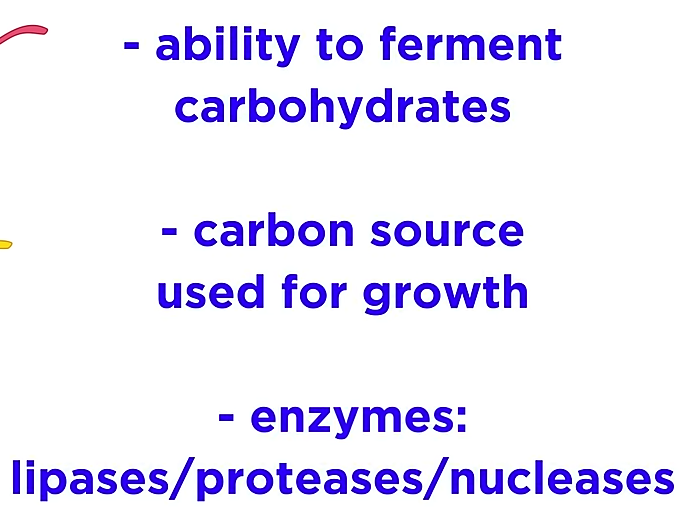 - ability to ferment
carbohydrates
- carbon source
used for growth
- enzymes:
lipases/proteases/nucleases